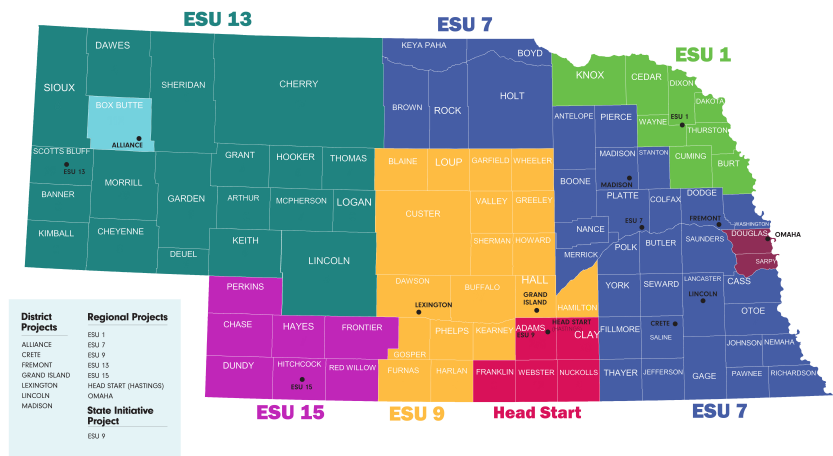 ESU 13
ESU 7
ESU 1
KEYA PAHA
BOYD
DAWES
SIOUX
SHERIDAN
CHERRY
BOX BUTTE
ALLIANCE
BROWN
ROCK
HOLT
KNOX
CEDAR
DIXON
DAKOTA
ANTELOPE
PIERCE
WAYNE
ESU 1
THURSTON
SCOTTS BLUFF
ESU 13
GRANT
HOOKER
THOMAS
BLAINE
LOUP
GARFIELD
WHEELER
MADISON
STANTON
CUMING
BURT
BANNER
MORRILL
GARDEN
ARTHUR
MCPHERSON
LOGAN
CUSTER
VALLEY
GREELEY
BOONE
MADISON
PLATTE
COLFAX
DODGE
KIMBALL
CHEYENNE
DEUEL
KEITH
LINCOLN
SHERMAN
HOWARD
NANCE
MERRICK
ESU 7
POLK
BUTLER
SAUNDERS
FREMONT
WASHINGTON
DOUGLAS
OMAHA
SARPY
PERKINS
DAWSON
LEXINGTON
BUFFALO
HALL
GRAND
ISLAND
HAMILTON
YORK
SEWARD
LANCASTER
LINCOLN
CASS
OTOE
CHASE
HAYES
FRONTIER
GOSPER
PHELPS
KEARNEY
ADAMS
ESU 9
HEAD START
CLAY
FILLMORE
CRETE
SALINE
JOHNSON
NEMAHA
DUNDY
HITCHCOCK
ESU 15
RED WILLOW
FURNAS
HARLAN
FRANKLIN
WEBSTER
NUCKOLLS
THAYER
JEFFERSON
GAGE
PAWNEE
RICHARDSON
ESU 15
ESU 9
Head Start
ESU 7
District
Projects
ALLIANCE
CRETE
FREMONT
GRAND ISLAND
LEXINGTON
LINCOLN
MADISON
Regional Projects
ESU 1
ESU 7
ESU 9
ESU 13
ESU 15
HEAD START (HASTINGS)
OMAHA
State Initiative
Project
ESU 9